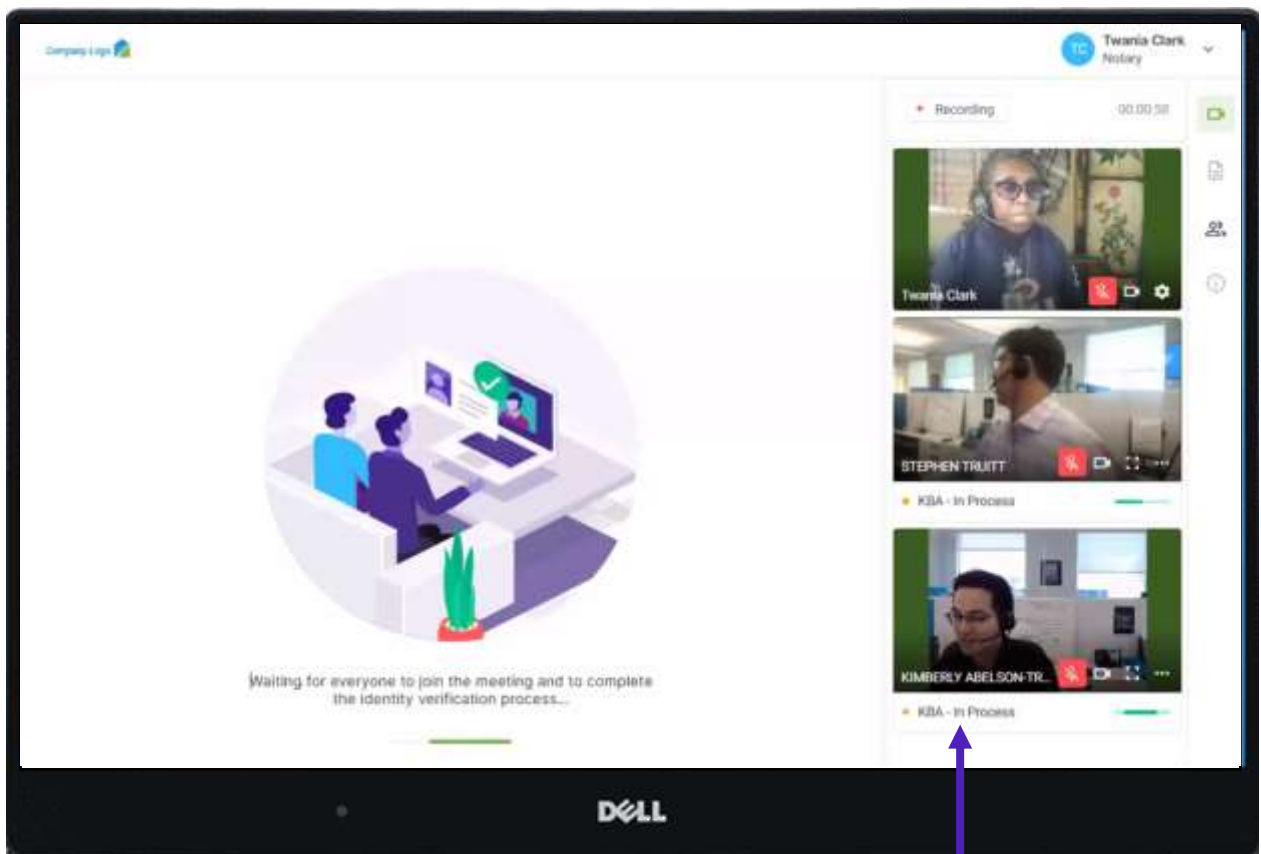 Company Logo
TC
Twania Clark
Notary
Recording
00:00:58
Twania Clark
STEPHEN TRUITT
KBA - In Process
KIMBERLY ABELSON-TR...
KBA - In Process
Waiting for everyone to join the meeting and to complete
the identity verification process...
DELL